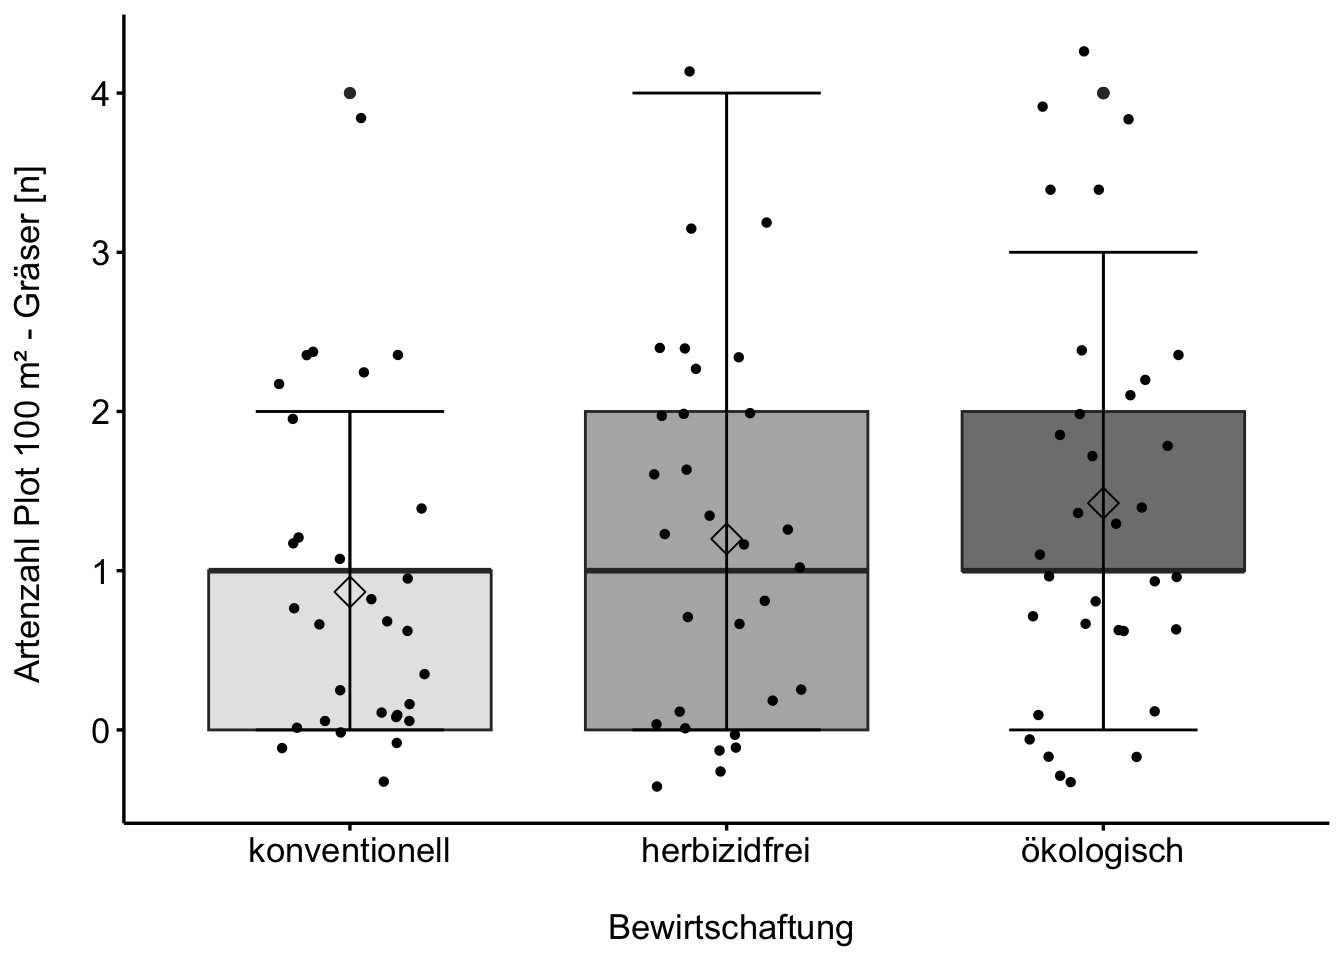 Artenzahl Plot 100 m² - Gräser [n]
4
3
2
1
0
konventionell herbizidfrei ökologisch
Bewirtschaftung